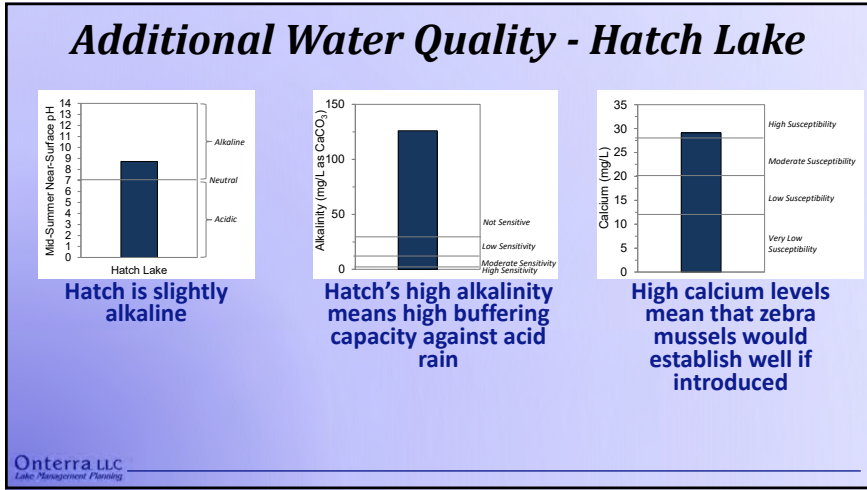 Additional Water Quality - Hatch Lake
Mid-Summer Near-Surface pH
14
13
12
11
10
9
8
7
6
5
4
3
2
1
0
Alkaline
Neutral
Acidic
Hatch Lake
Hatch is slightly
alkaline
Alkalinity (mg/L as CaCO₃)
150
100
50
0
Not Sensitive
Low Sensitivity
Moderate Sensitivity
High Sensitivity
Hatch's high alkalinity
means high buffering
capacity against acid
rain
Calcium (mg/L)
35
30
25
20
15
10
5
0
High Susceptibility
Moderate Susceptibility
Low Susceptibility
Very Low
Susceptibility
High calcium levels
mean that zebra
mussels would
establish well if
introduced
Onterra LLC
Lake Management Planning